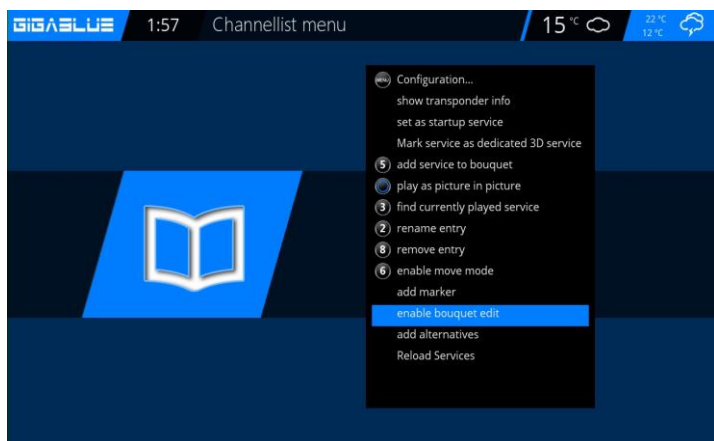 GIGABLUE 1:57 Channellist menu 15 °C 22 °C
12 °C
MENU Configuration...
show transponder info
set as startup service
Mark service as dedicated 3D service
5 add service to bouquet
play as picture in picture
3 find currently played service
2 rename entry
8 remove entry
6 enable move mode
add marker
enable bouquet edit
add alternatives
Reload Services